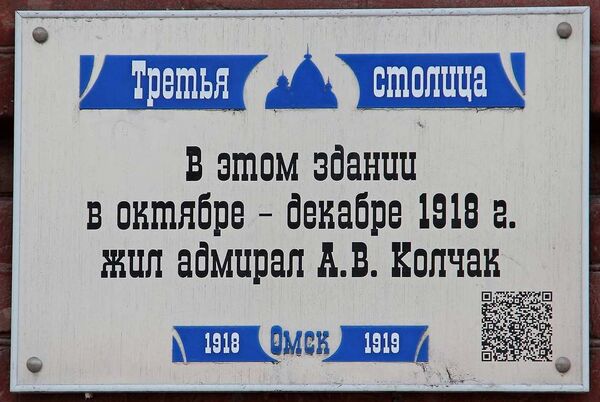 Третья столица
В этом здании
в октябре - декабре 1918 г.
жил адмирал А.В. Колчак
1918 Омск 1919